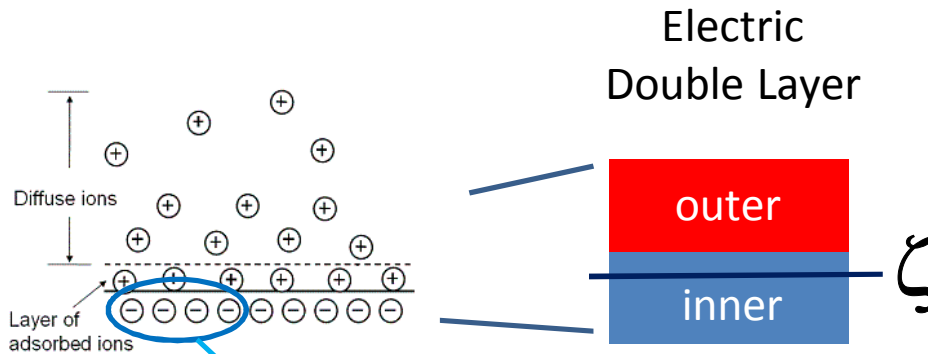 Electric
Double Layer
Diffuse ions
Layer of
adsorbed ions
outer
inner
ζ
+ + + +
+ + +
+ + + +
+ + + + + +
− − − − − − − − −